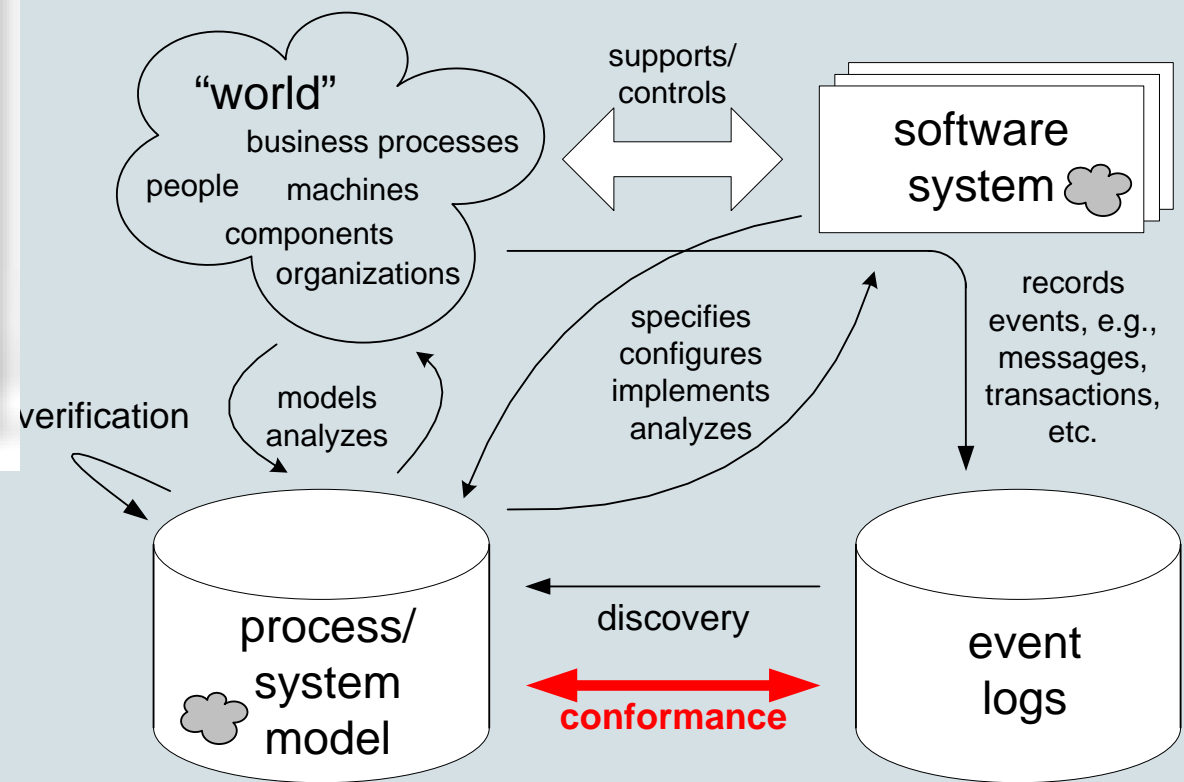 “world”
business processes
people
machines
components
organizations
supports/
controls
software
system
records
events, e.g.,
messages,
transactions,
etc.
specifies
configures
implements
analyzes
models
analyzes
verification
process/
system
model
discovery
conformance
event
logs